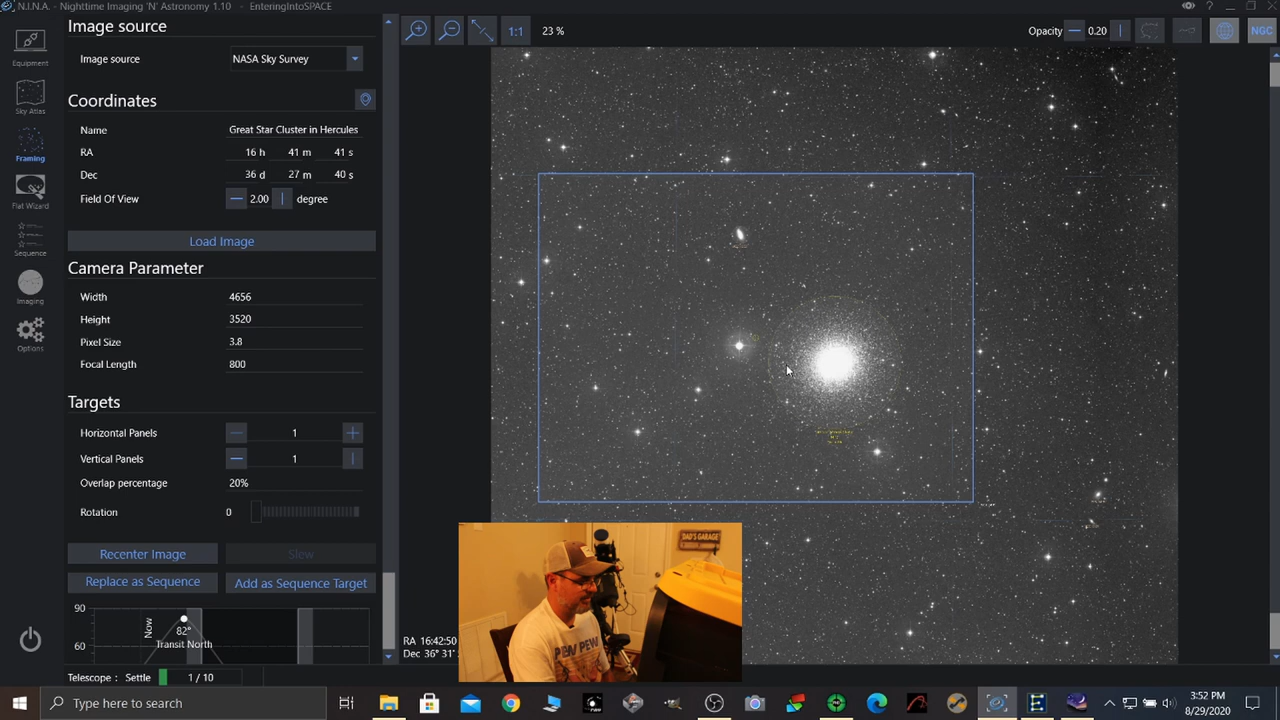 N.I.N.A. - Nighttime Imaging 'N' Astronomy 1.10 - EnteringIntoSPACE
Image source
Image source NASA Sky Survey
Coordinates
Name Great Star Cluster in Hercules
RA 16 h 41 m 41 s
Dec 36 d 27 m 40 s
Field Of View 2.00 degree
Load Image
Camera Parameter
Width 4656
Height 3520
Pixel Size 3.8
Focal Length 800
Targets
Horizontal Panels 1
Vertical Panels 1
Overlap percentage 20%
Rotation 0
Recenter Image Slew
Replace as Sequence Add as Sequence Target
90
60
Now
82°
Transit North
Telescope : Settle 1 / 10
Equipment
Sky Atlas
Framing
Flat Wizard
Sequence
Imaging
Options
1:1 23 % Opacity 0.20 NGC
RA 16:42:50
Dec 36° 31'
DAD'S GARAGE
PEW PEW
Type here to search
3:52 PM
8/29/2020